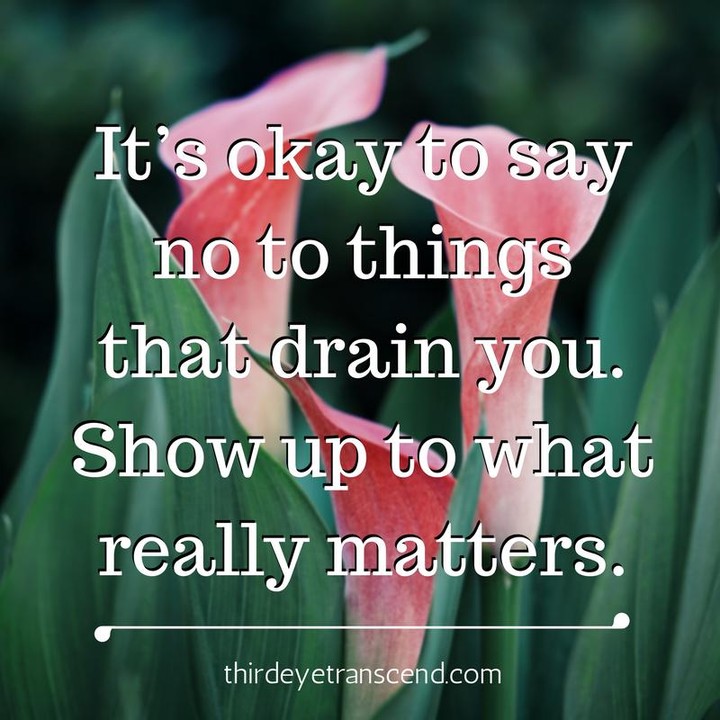 It’s okay to say
no to things
that drain you.
Show up to what
really matters.
thirdeyetranscend.com